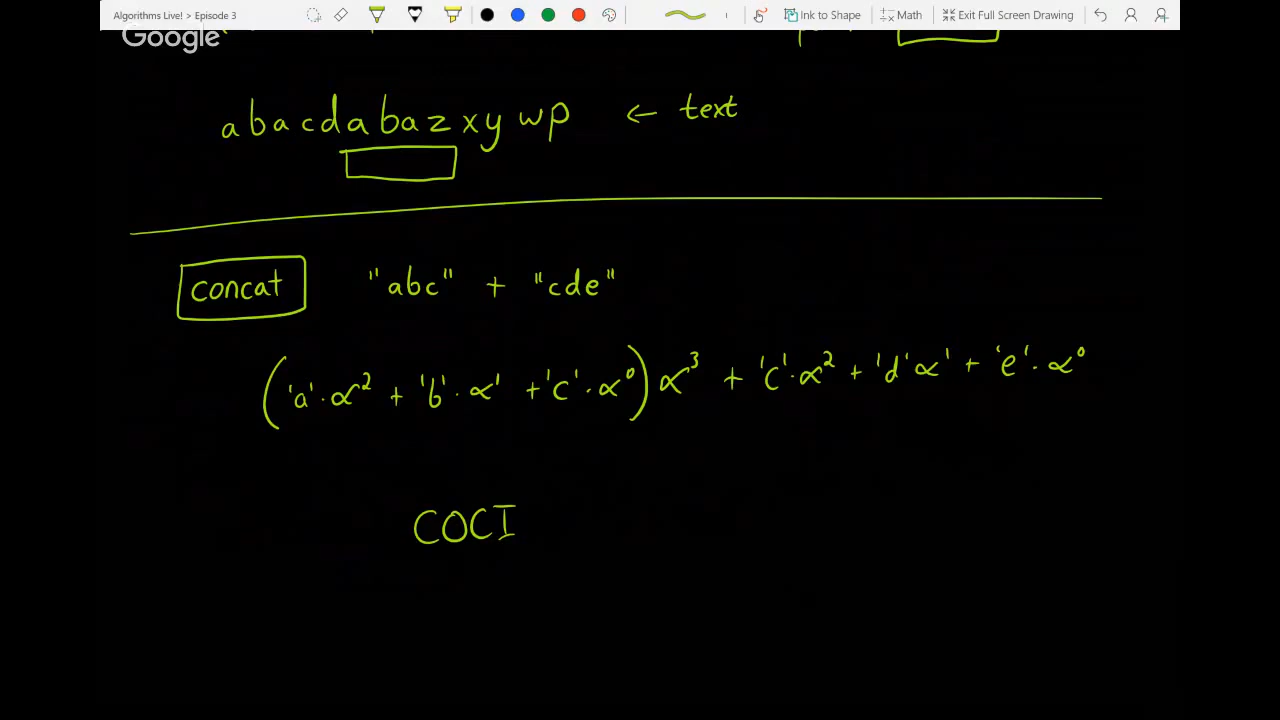 Algorithms Live! > Episode 3 Ink to Shape Math Exit Full Screen Drawing
Google
abacdabazxywp ← text
concat "abc" + "cde"
('a'·α² + 'b'·α¹ + 'c'·α⁰)α³ + 'c'·α² + 'd'α¹ + 'e'·α⁰
COCI